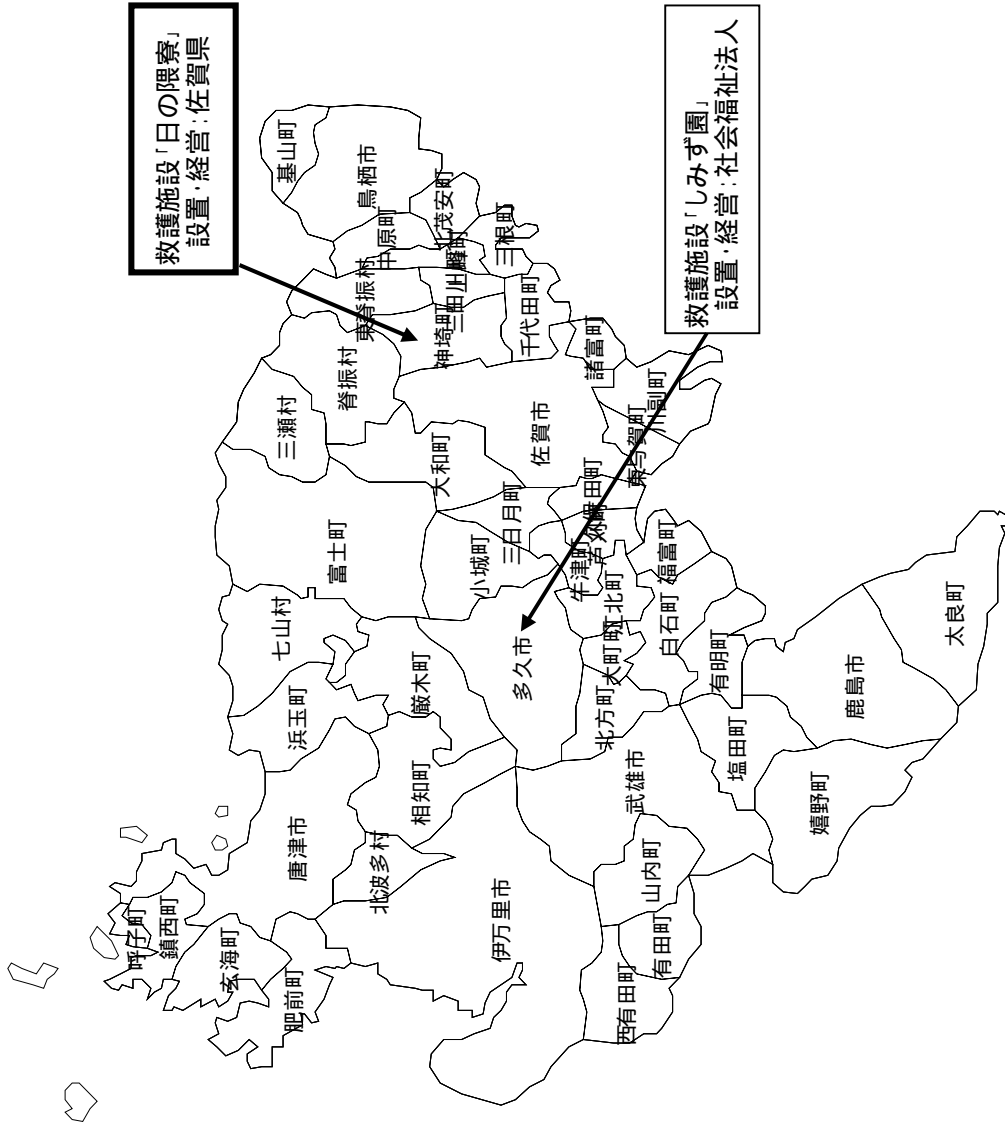 呼子町
鎮西町
救護施設「日の隈寮」
設置・経営:佐賀県
玄海町
七山村
三瀬村
基山町
肥前町
唐津市
浜玉町
富士町
脊振村
東脊振村
鳥栖市
北波多村
中原町
相知町
厳木町
大和町
神埼町
北茂安町
三田川町
上峰町
小城町
伊万里市
三根町
三日月町
多久市
千代田町
佐賀市
牛津町
久保田町
諸富町
芦刈町
北方町
大町町
江北町
西有田町
武雄市
東与賀町
山内町
川副町
有田町
福富町
白石町
救護施設「しみず園」
設置・経営:社会福祉法人
有明町
塩田町
嬉野町
鹿島市
太良町